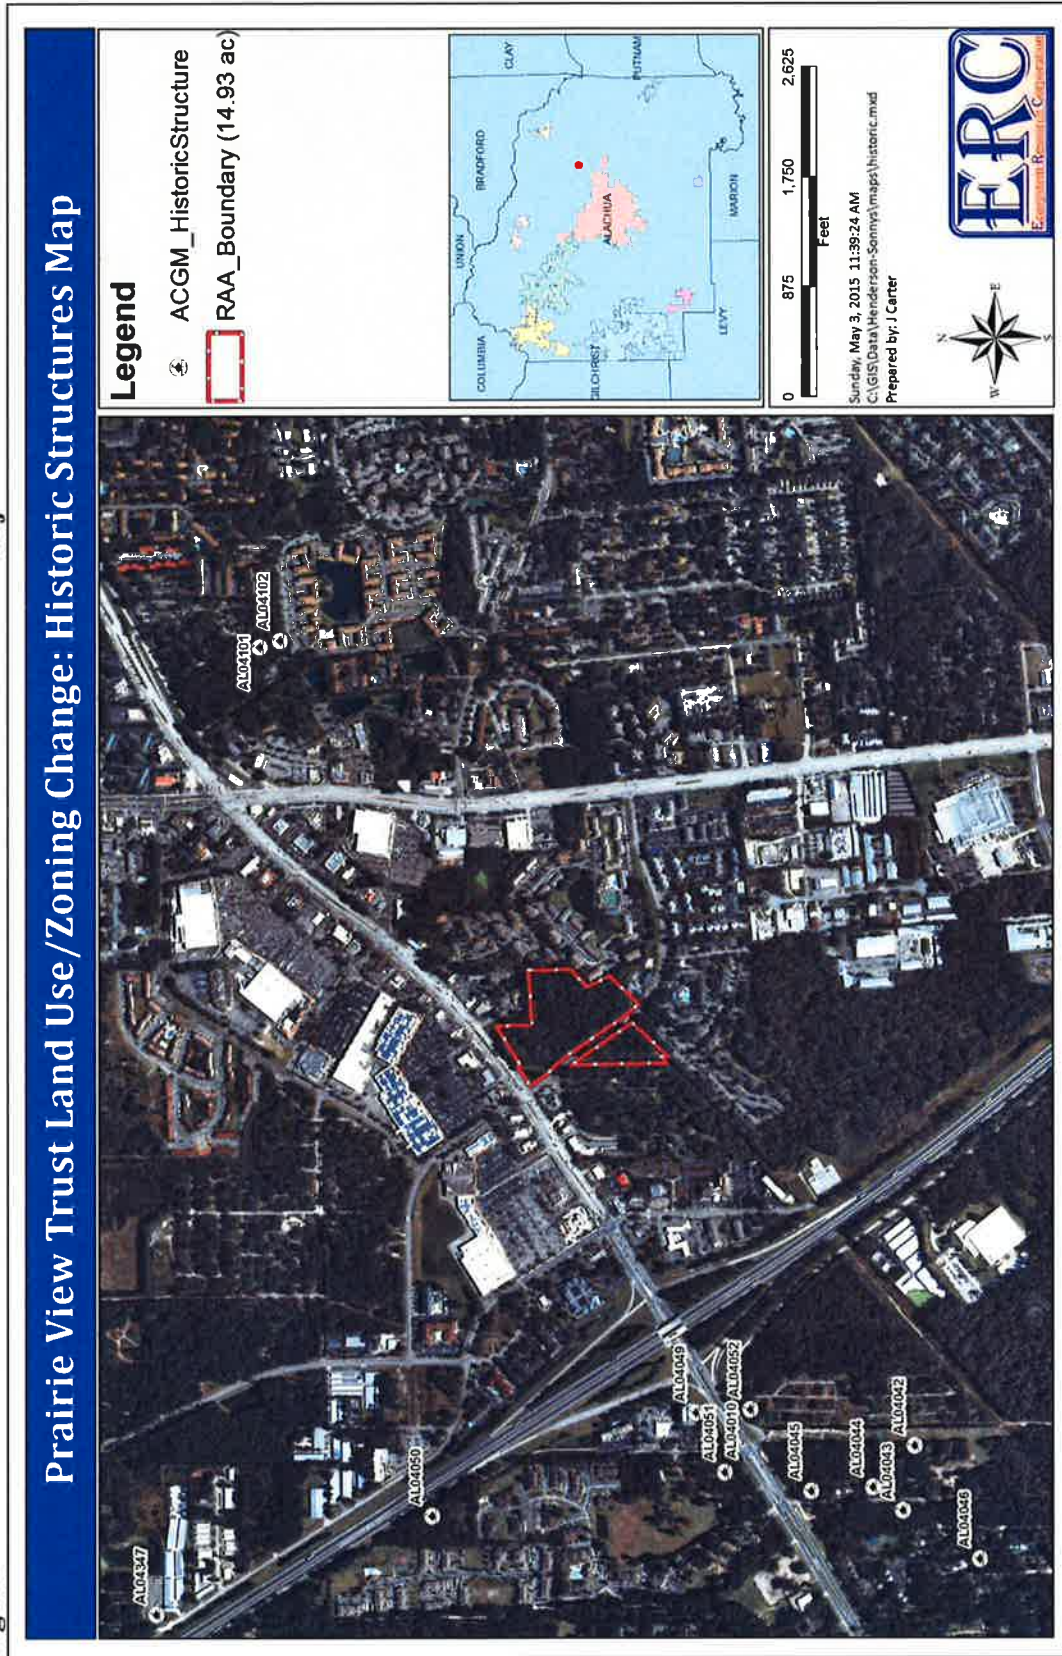 Prairie View Trust Land Use/Zoning Change: Historic Structures Map
AL04347
AL04050
AL04101
AL04102
AL04049
AL04051
AL04010
AL04052
AL04045
AL04044
AL04043
AL04042
AL04046
Legend
ACGM_HistoricStructure
RAA_Boundary (14.93 ac)
COLUMBIA
UNION
BRADFORD
CLAY
GILCHRIST
ALACHUA
PUTNAM
LEVY
MARION
0 875 1,750 2,625
Feet
Sunday, May 3, 2015 11:39:24 AM
C:\GIS\Data\Henderson-Sonnys\maps\historic.mxd
Prepared by: J Carter
N
W E
S
ERC
Ecosystem Research Corporation